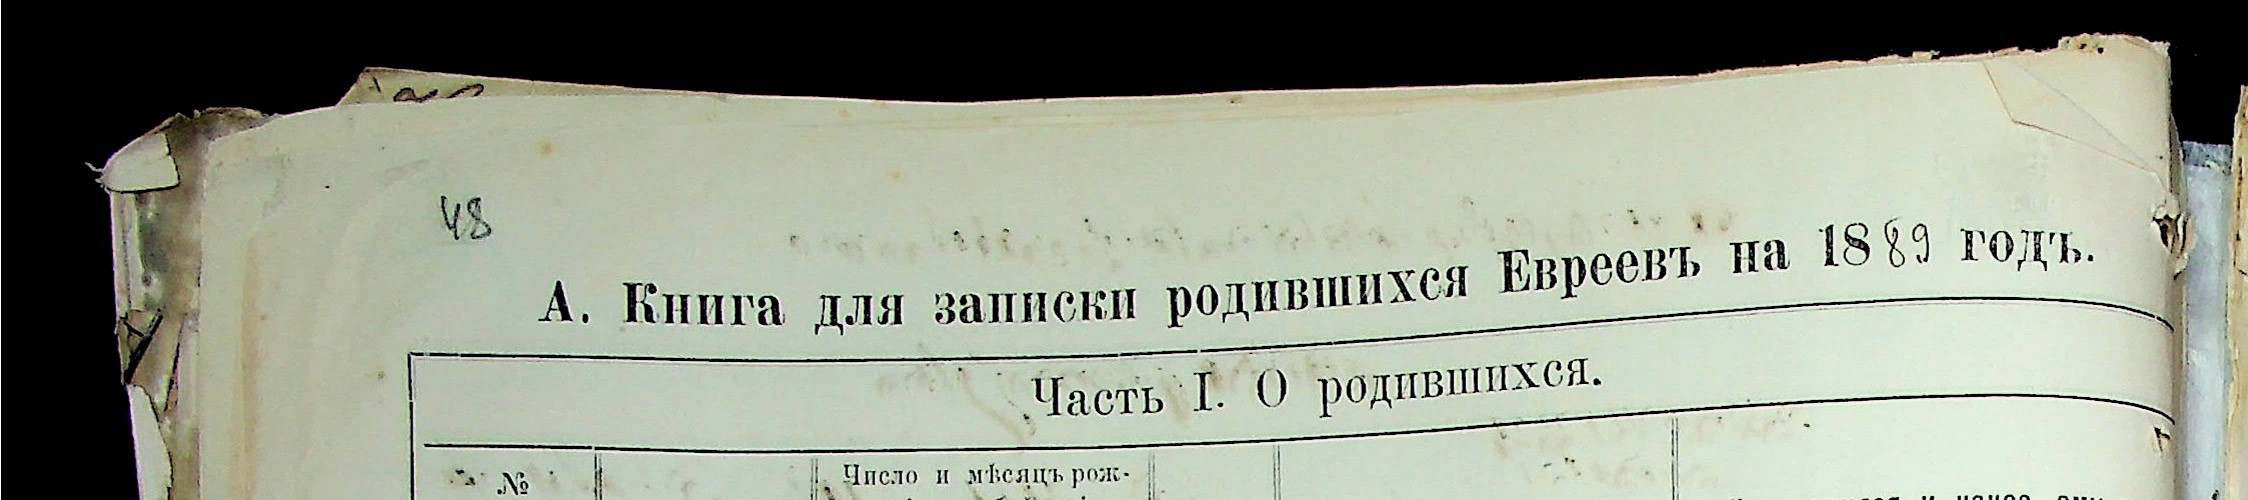 48
А. Книга для записки родившихся Евреевъ на 1889 годъ.
Часть I. О родившихся.
№
Число и мѣсяцъ рож-